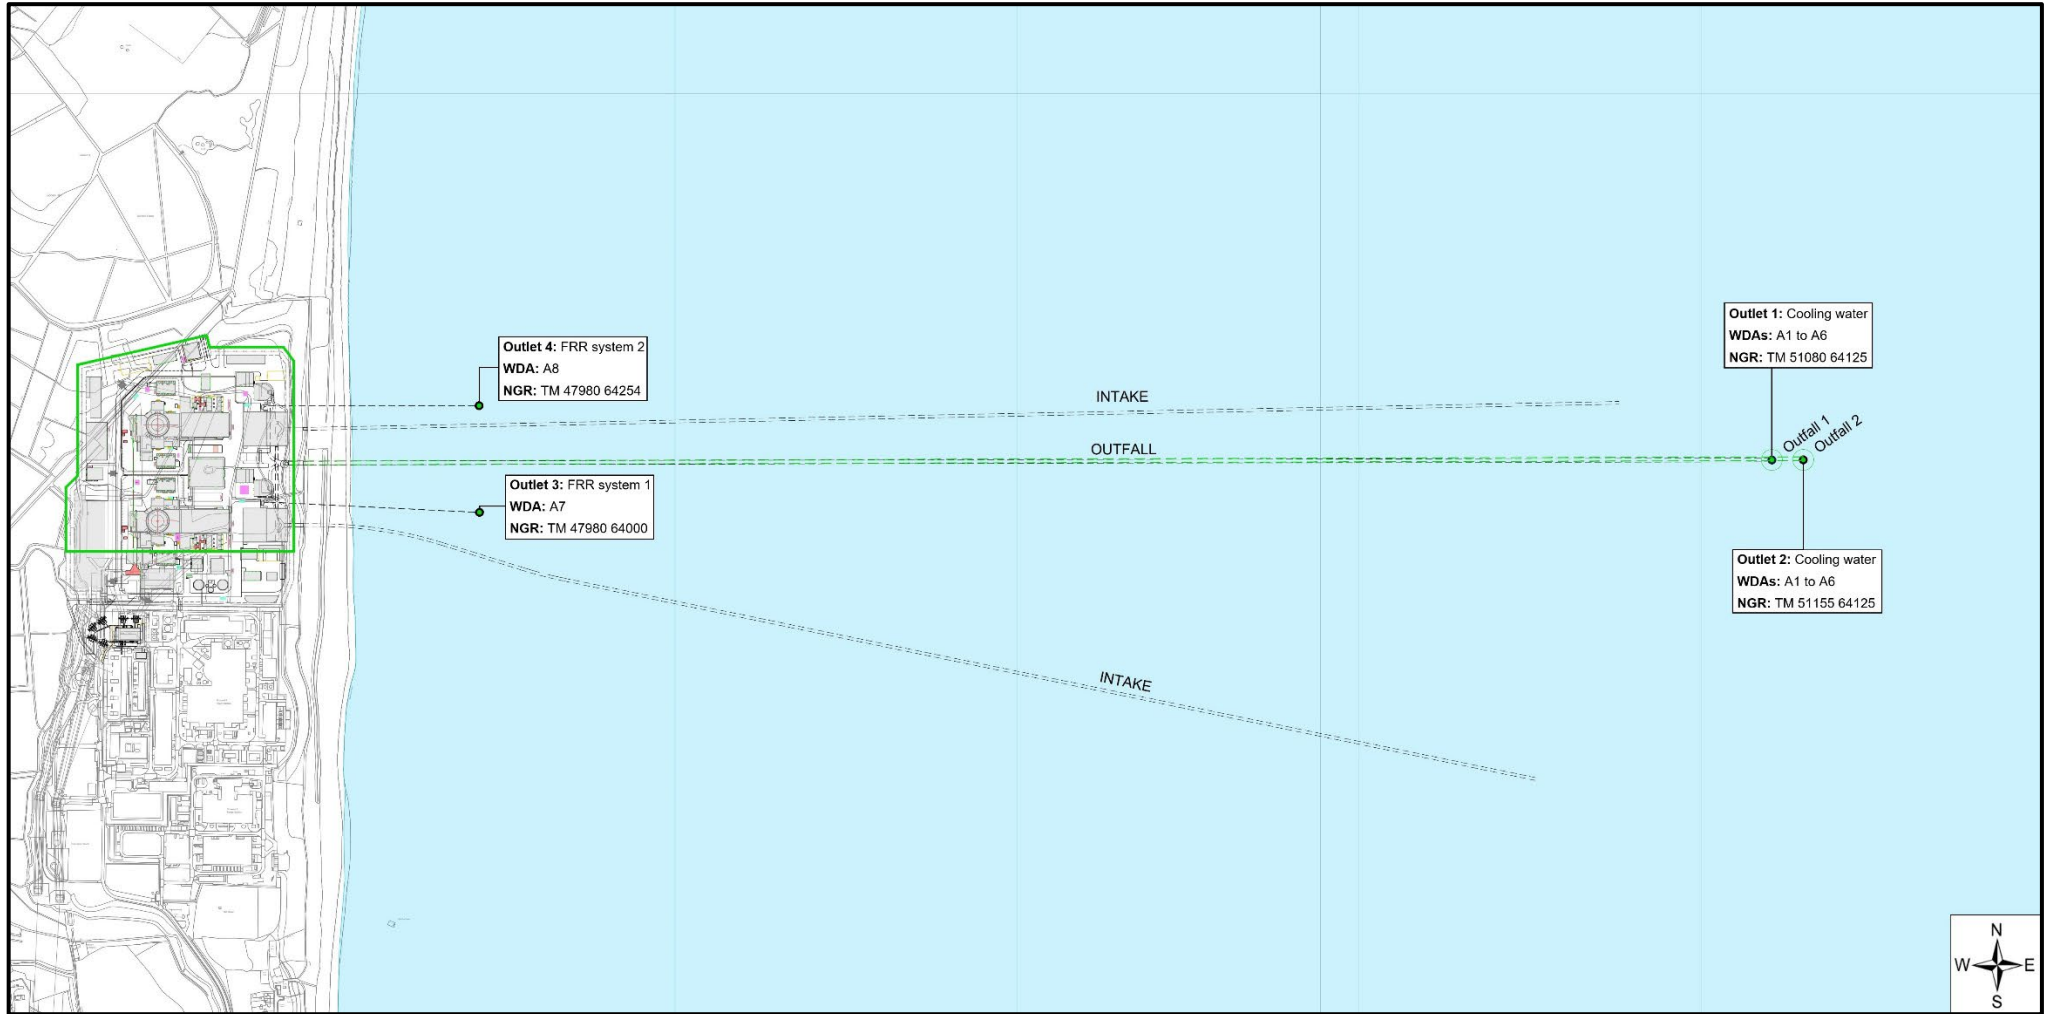 Outlet 1: Cooling water
WDAs: A1 to A6
NGR: TM 51080 64125
Outlet 4: FRR system 2
WDA: A8
NGR: TM 47980 64254
INTAKE
Outfall 1
Outfall 2
OUTFALL
Outlet 3: FRR system 1
WDA: A7
NGR: TM 47980 64000
Outlet 2: Cooling water
WDAs: A1 to A6
NGR: TM 51155 64125
INTAKE
N
W E
S